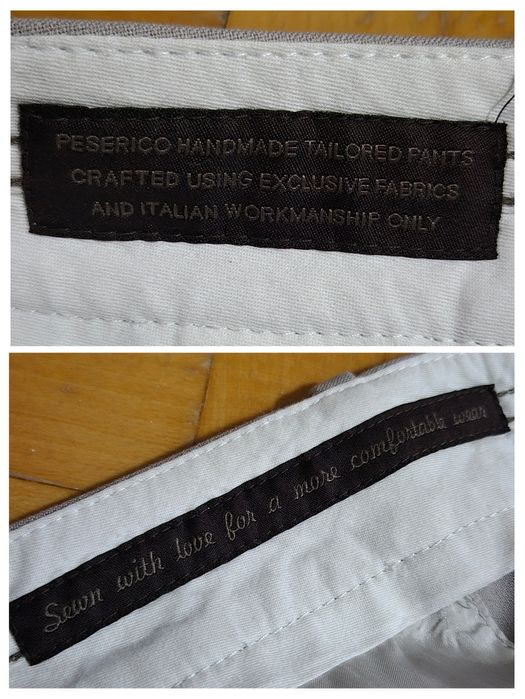 PESERICO HANDMADE TAILORED PANTS
CRAFTED USING EXCLUSIVE FABRICS
AND ITALIAN WORKMANSHIP ONLY
Sewn with love for a more comfortable wear